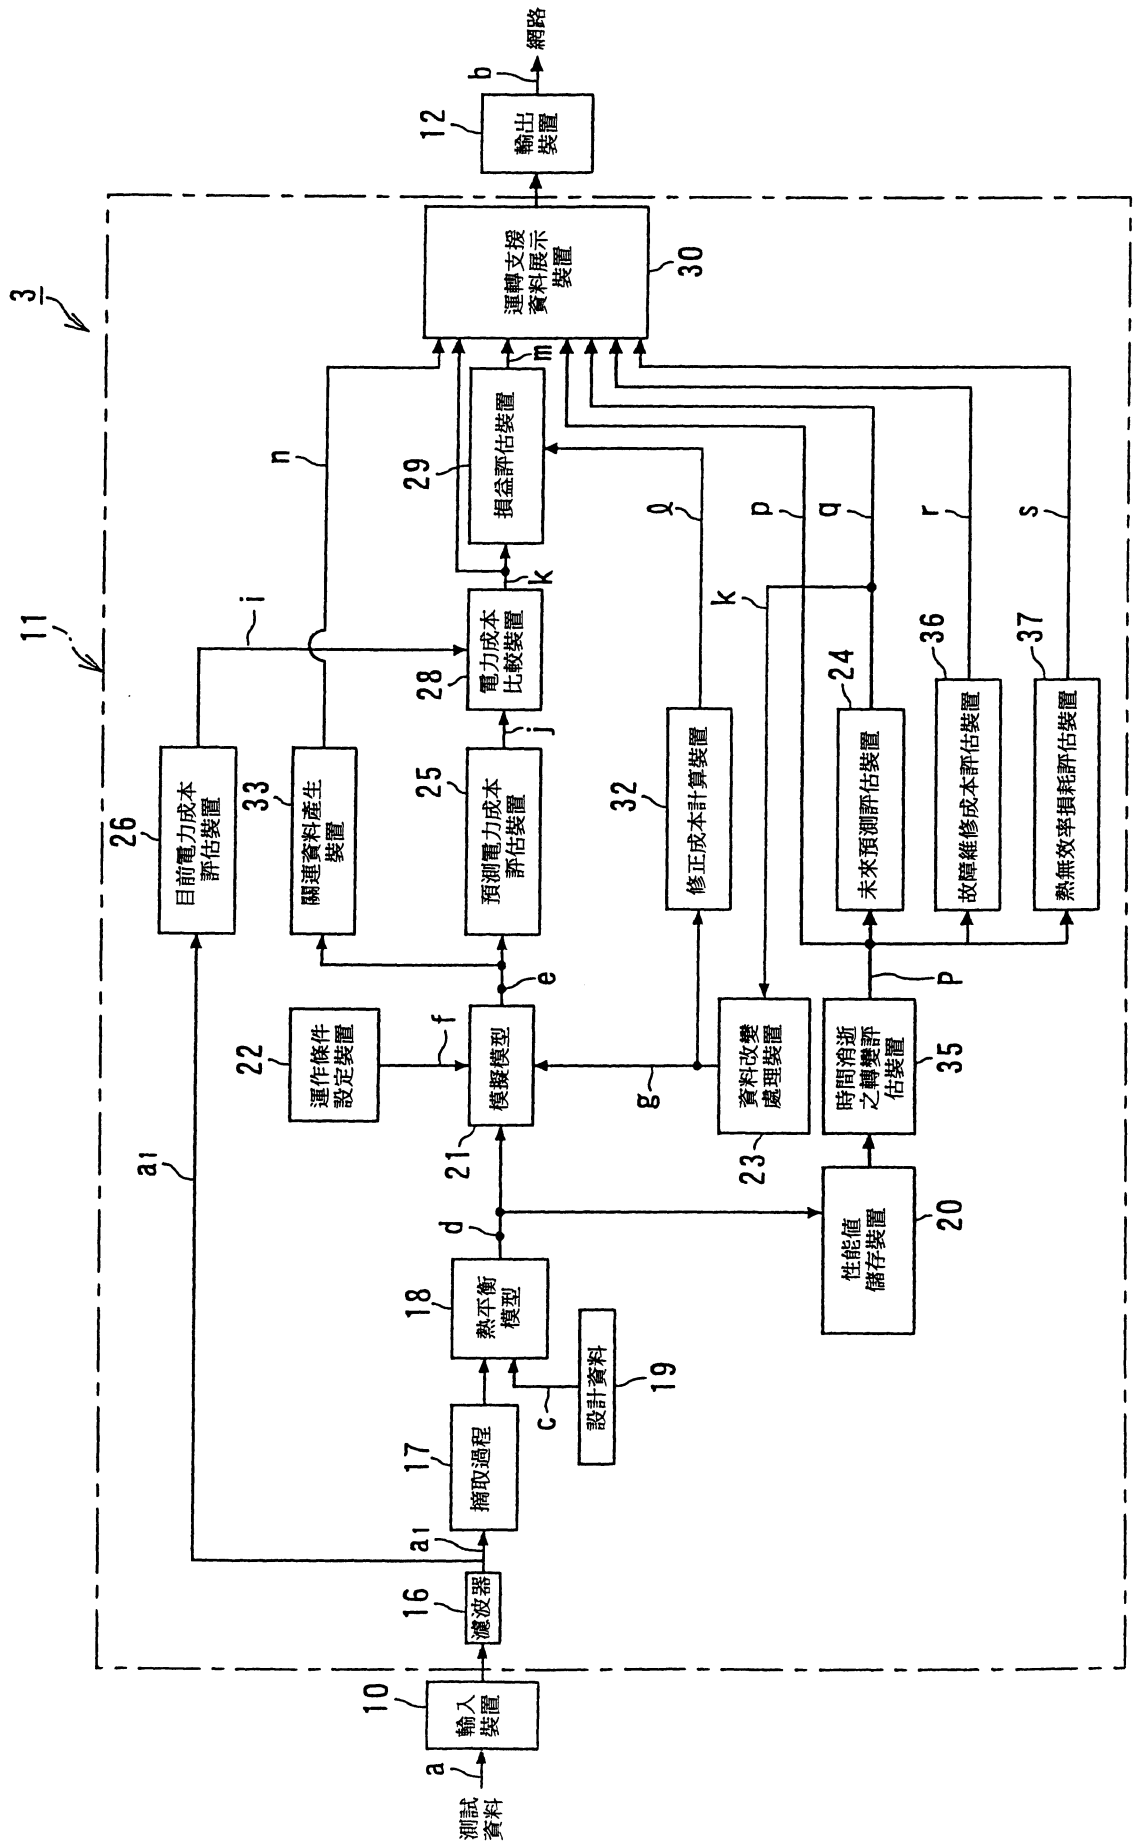 3
11
測試
資料
a
10
輸入
裝置
16
濾波器
a1
a1
17
摘取過程
18
熱平衡
模型
c
設計資料
19
d
21
模擬模型
22
運作條件
設定裝置
f
g
資料改變
處理裝置
23
性能值
儲存裝置
20
時間消逝
之轉變評
估裝置
35
e
P
26
目前電力成本
評估裝置
33
關連資料產生
裝置
25
預測電力成本
評估裝置
32
修正成本計算裝置
24
未來預測評估裝置
36
故障維修成本評估裝置
37
熱無效率損耗評估裝置
i
j
28
電力成本
比較裝置
k
k
n
29
損益評估裝置
ℓ
p
q
r
s
m
運轉支援
資料展示
裝置
30
12
輸出
裝置
b
網路